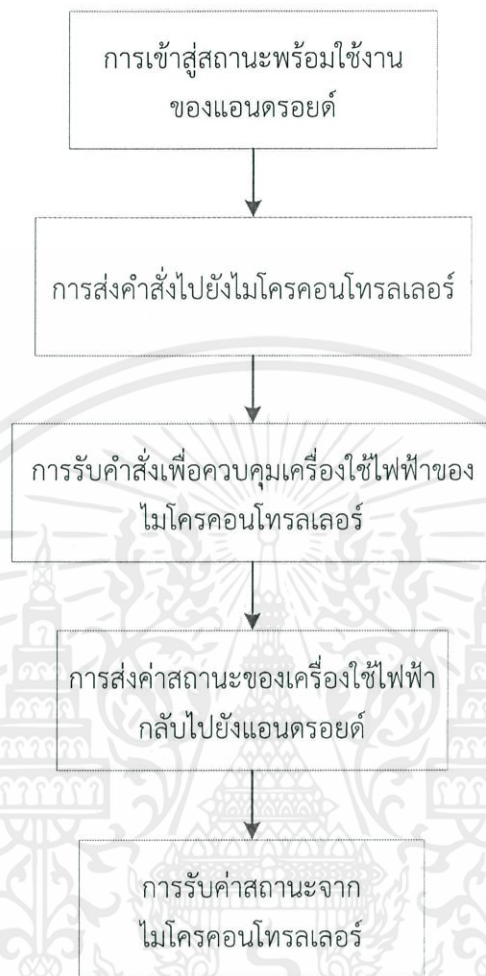 การเข้าสู่สถานะพร้อมใช้งาน
ของแอนดรอยด์
การส่งคำสั่งไปยังไมโครคอนโทรลเลอร์
การรับคำสั่งเพื่อควบคุมเครื่องใช้ไฟฟ้าของ
ไมโครคอนโทรลเลอร์
การส่งค่าสถานะของเครื่องใช้ไฟฟ้า
กลับไปยังแอนดรอยด์
การรับค่าสถานะจาก
ไมโครคอนโทรลเลอร์